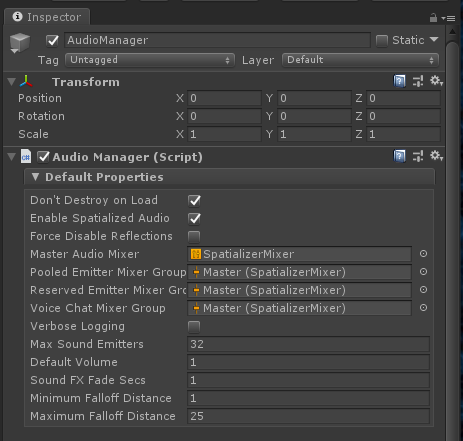 Inspector
AudioManager Static
Tag Untagged Layer Default
Transform
Position X 0 Y 0 Z 0
Rotation X 0 Y 0 Z 0
Scale X 1 Y 1 Z 1
Audio Manager (Script)
Default Properties
Don't Destroy on Load
Enable Spatialized Audio
Force Disable Reflections
Master Audio Mixer SpatializerMixer
Pooled Emitter Mixer Group Master (SpatializerMixer)
Reserved Emitter Mixer Gro Master (SpatializerMixer)
Voice Chat Mixer Group Master (SpatializerMixer)
Verbose Logging
Max Sound Emitters 32
Default Volume 1
Sound FX Fade Secs 1
Minimum Falloff Distance 1
Maximum Falloff Distance 25